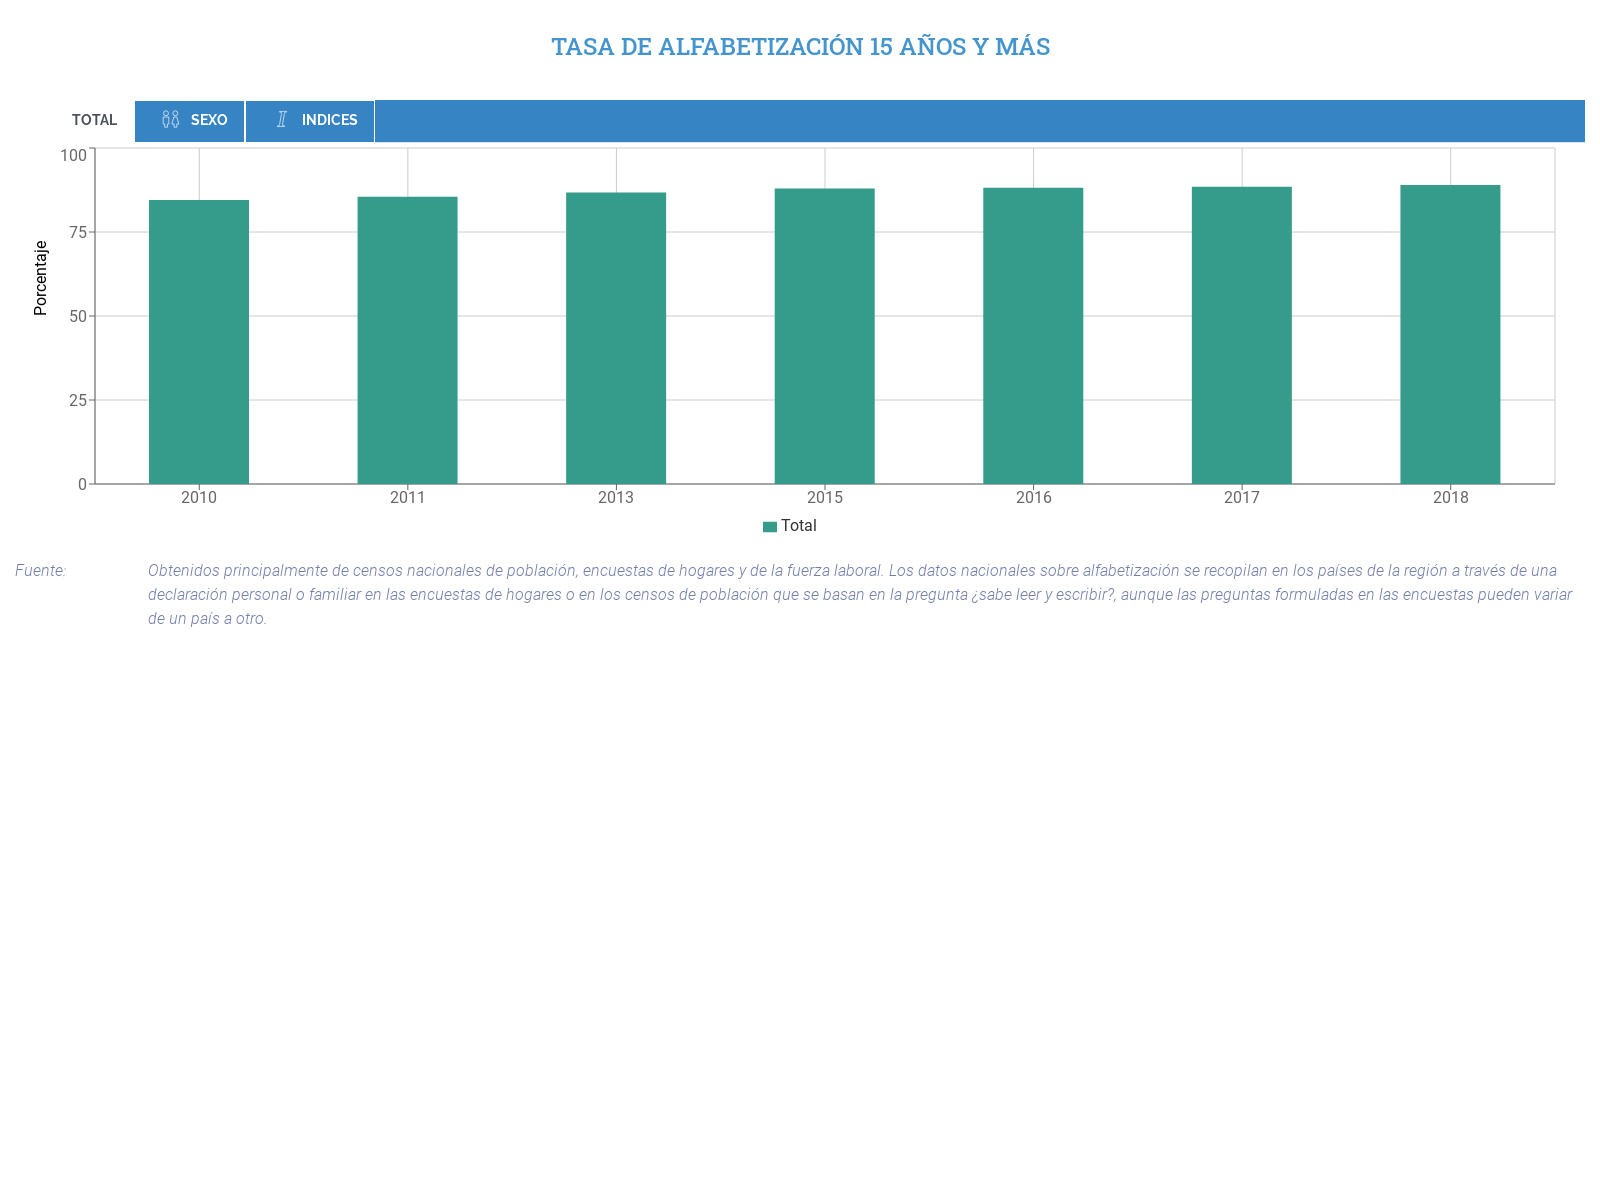 TASA DE ALFABETIZACIÓN 15 AÑOS Y MÁS
TOTAL SEXO INDICES
100
75
50
25
0
Porcentaje
2010 2011 2013 2015 2016 2017 2018
Total
Fuente: Obtenidos principalmente de censos nacionales de población, encuestas de hogares y de la fuerza laboral. Los datos nacionales sobre alfabetización se recopilan en los países de la región a través de una
declaración personal o familiar en las encuestas de hogares o en los censos de población que se basan en la pregunta ¿sabe leer y escribir?, aunque las preguntas formuladas en las encuestas pueden variar
de un país a otro.